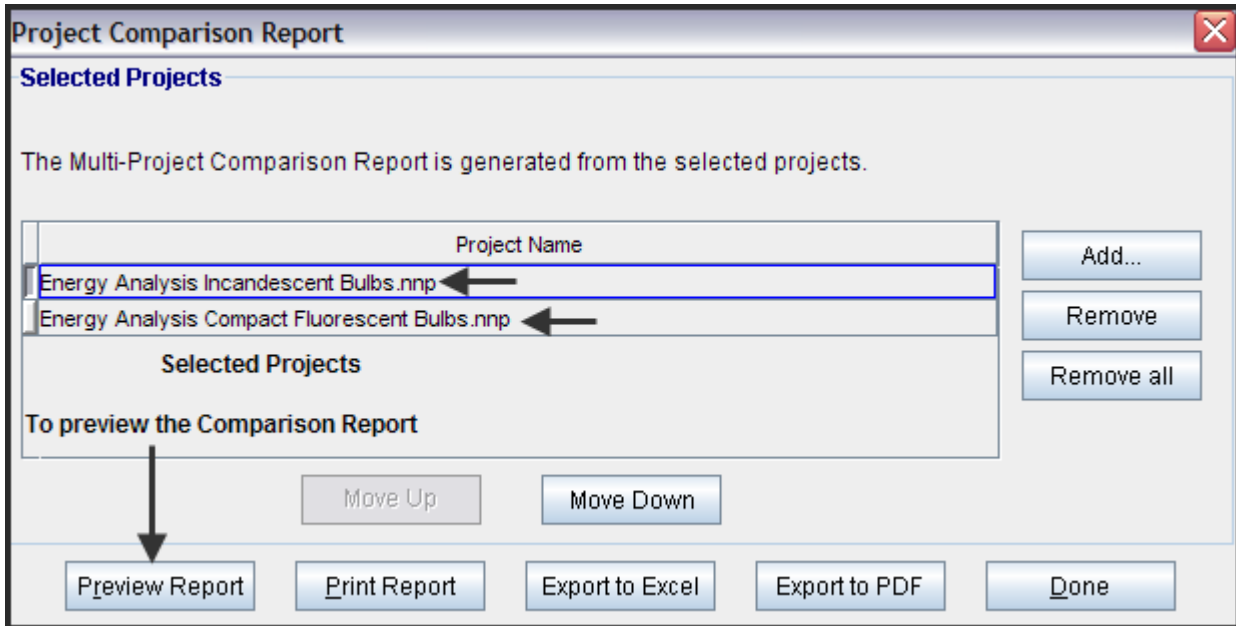 Project Comparison Report
Selected Projects
The Multi-Project Comparison Report is generated from the selected projects.
Project Name
Add...
Energy Analysis Incandescent Bulbs.nnp
Energy Analysis Compact Fluorescent Bulbs.nnp
Remove
Selected Projects
Remove all
To preview the Comparison Report
Move Up
Move Down
Preview Report
Print Report
Export to Excel
Export to PDF
Done